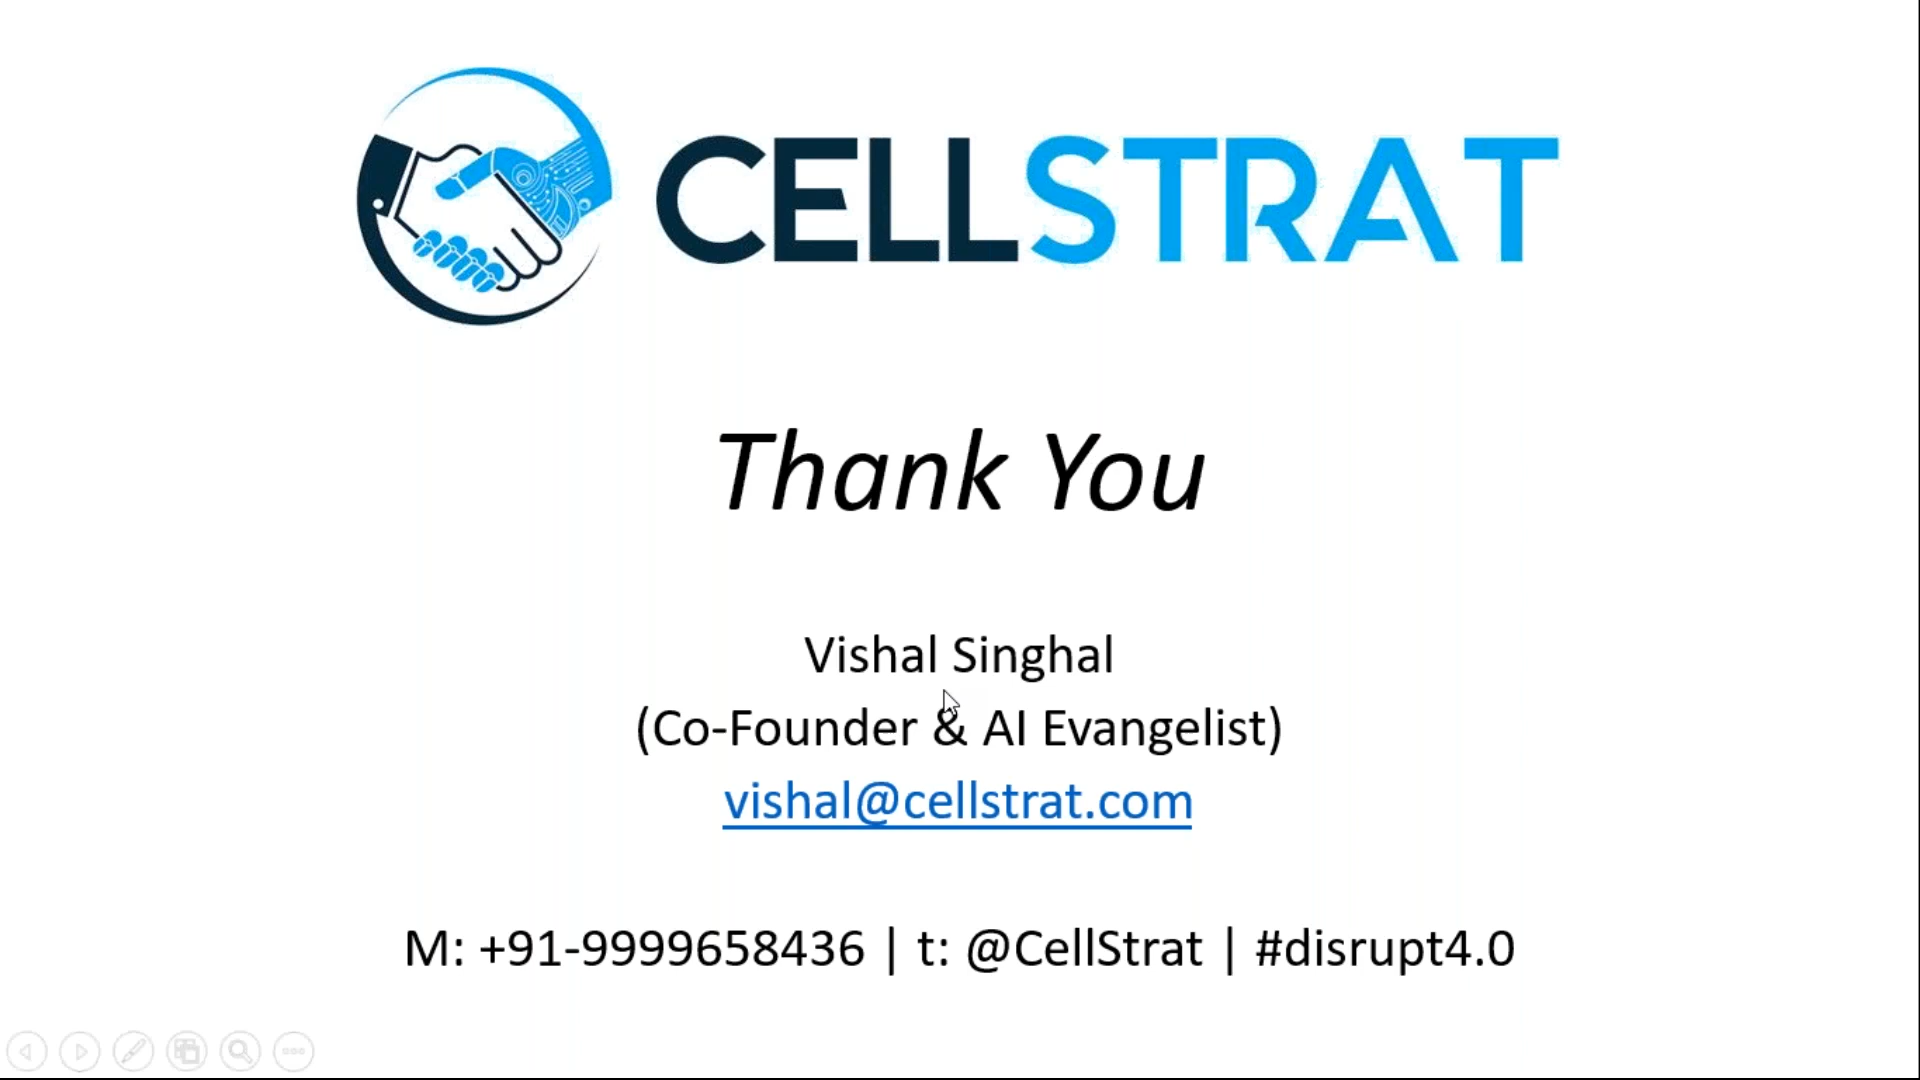 CELLSTRAT
Thank You
Vishal Singhal
(Co-Founder & AI Evangelist)
vishal@cellstrat.com
M: +91-9999658436 | t: @CellStrat | #disrupt4.0